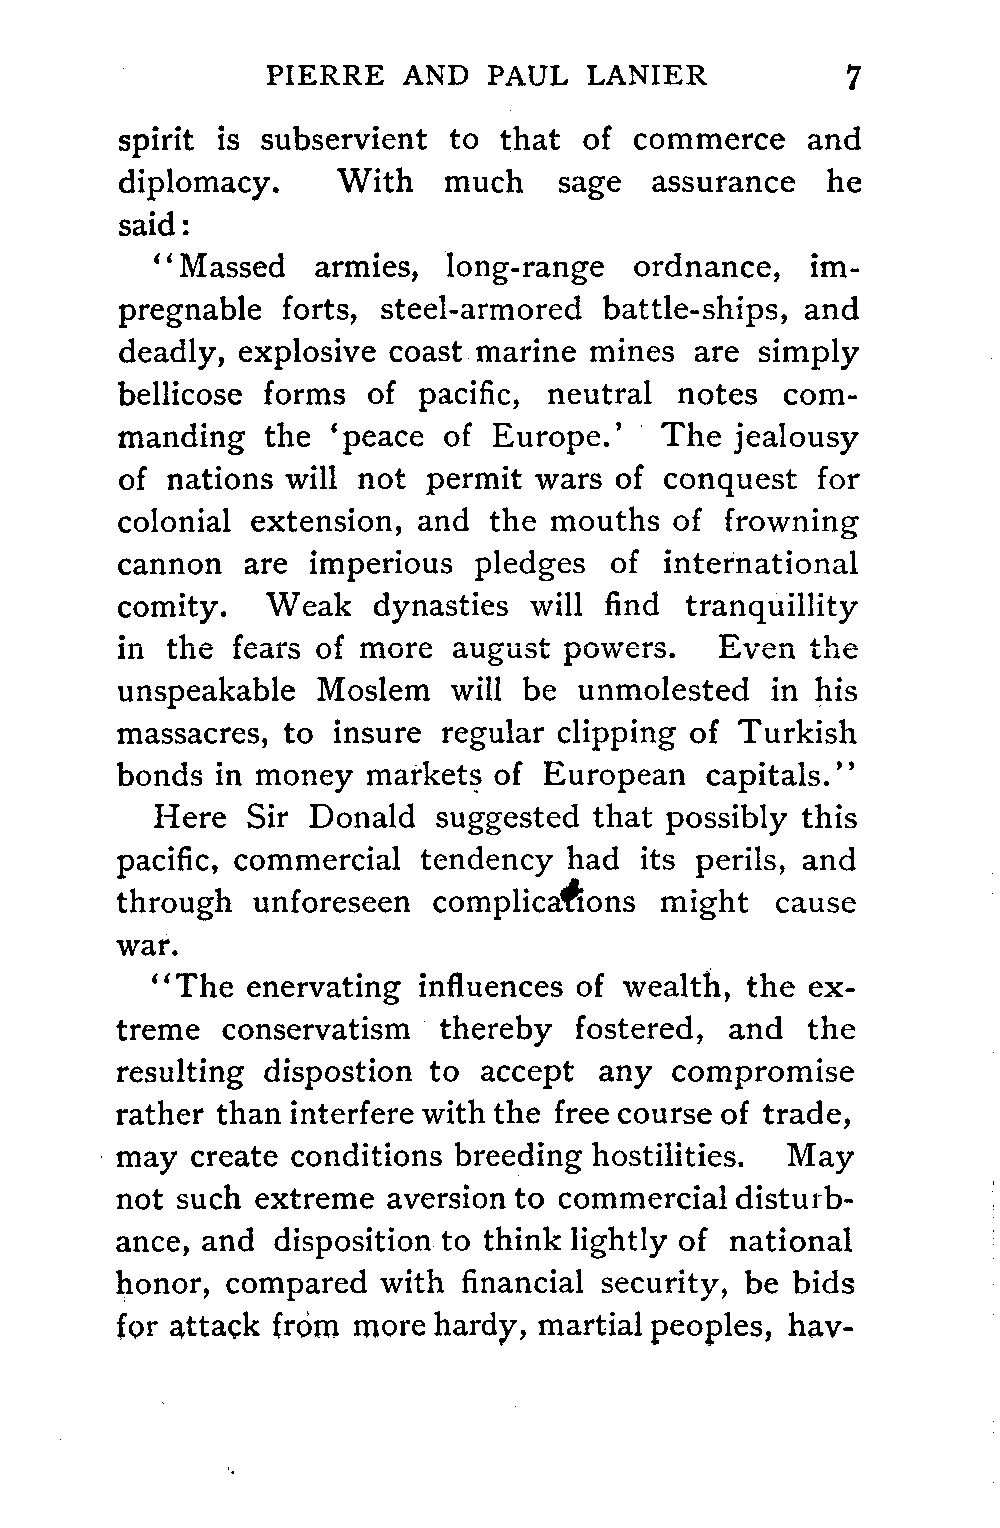 PIERRE AND PAUL LANIER 7
spirit is subservient to that of commerce and
diplomacy. With much sage assurance he
said:
“Massed armies, long-range ordnance, im-
pregnable forts, steel-armored battle-ships, and
deadly, explosive coast marine mines are simply
bellicose forms of pacific, neutral notes com-
manding the ‘peace of Europe.’ The jealousy
of nations will not permit wars of conquest for
colonial extension, and the mouths of frowning
cannon are imperious pledges of international
comity. Weak dynasties will find tranquillity
in the fears of more august powers. Even the
unspeakable Moslem will be unmolested in his
massacres, to insure regular clipping of Turkish
bonds in money markets of European capitals.”
Here Sir Donald suggested that possibly this
pacific, commercial tendency had its perils, and
through unforeseen complications might cause
war.
“The enervating influences of wealth, the ex-
treme conservatism thereby fostered, and the
resulting dispostion to accept any compromise
rather than interfere with the free course of trade,
may create conditions breeding hostilities. May
not such extreme aversion to commercial disturb-
ance, and disposition to think lightly of national
honor, compared with financial security, be bids
for attack from more hardy, martial peoples, hav-